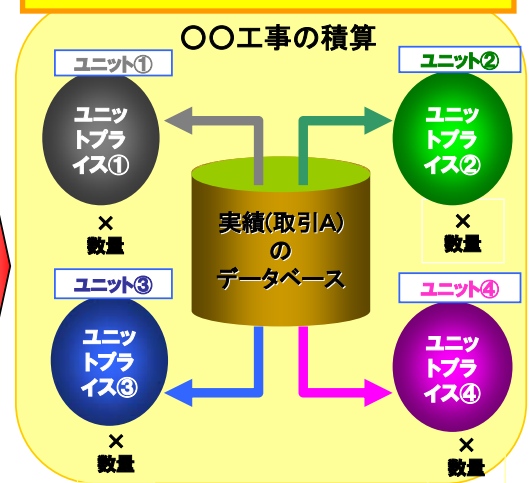 〇〇工事の積算
ユニット①
ユニット②
ユニッ
トプラ
イス①
ユニッ
トプラ
イス②
×
数量
×
数量
実績(取引A)
の
データベース
ユニット③
ユニット④
ユニッ
トプラ
イス③
ユニッ
トプラ
イス④
×
数量
×
数量